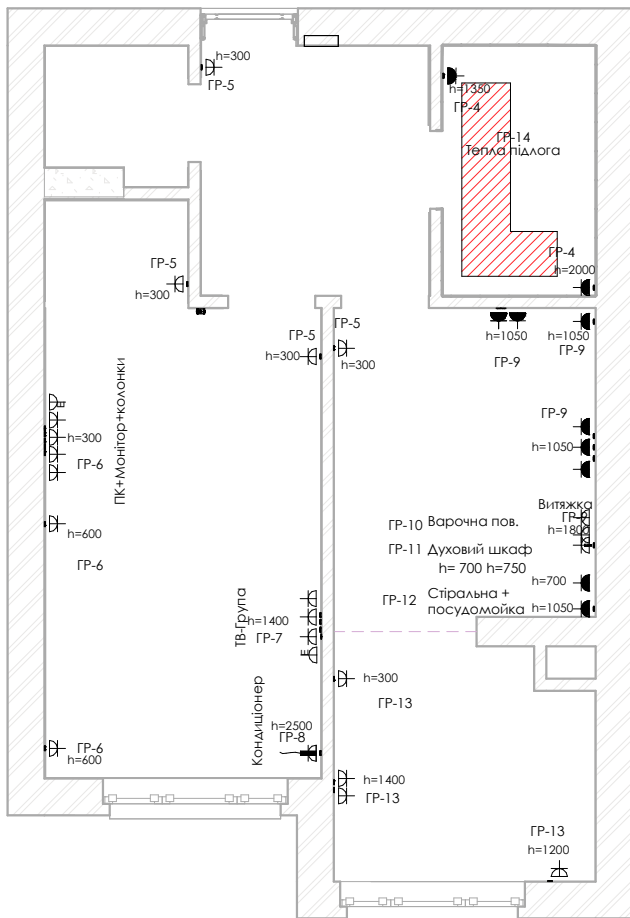 h=300
ГР-5
h=1350
ГР-4
ГР-14
Тепла підлога
ГР-4
h=2000
ГР-5
h=300
ГР-5
h=300
ГР-5
h=300
h=1050
ГР-9
h=1050
ГР-9
ПК+Монітор+колонки
h=300
ГР-6
h=600
ГР-6
ГР-9
h=1050
Витяжка
ГР-9
h=1800
ГР-10 Варочна пов.
ГР-11 Духовий шкаф
h= 700 h=750
ГР-12 Стіральна +
посудомойка
h=700
h=1050
ТВ-Група
h=1400
ГР-7
Кондиціонер
h=2500
ГР-8
ГР-6
h=600
h=300
ГР-13
h=1400
ГР-13
ГР-13
h=1200